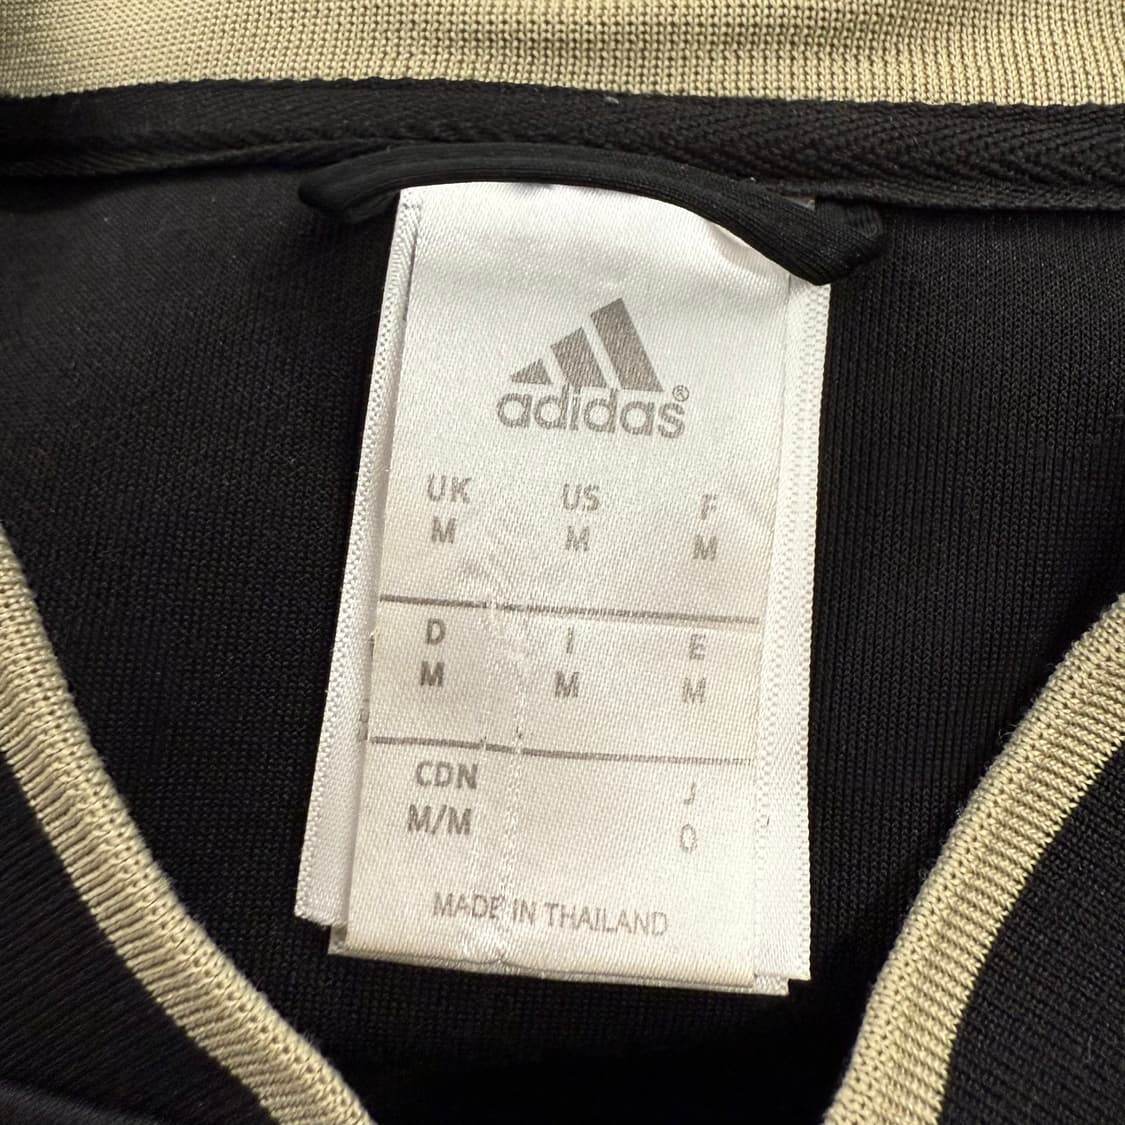 adidas®
UK US F
M M M
D I E
M M M
CDN J
M/M O
MADE IN THAILAND